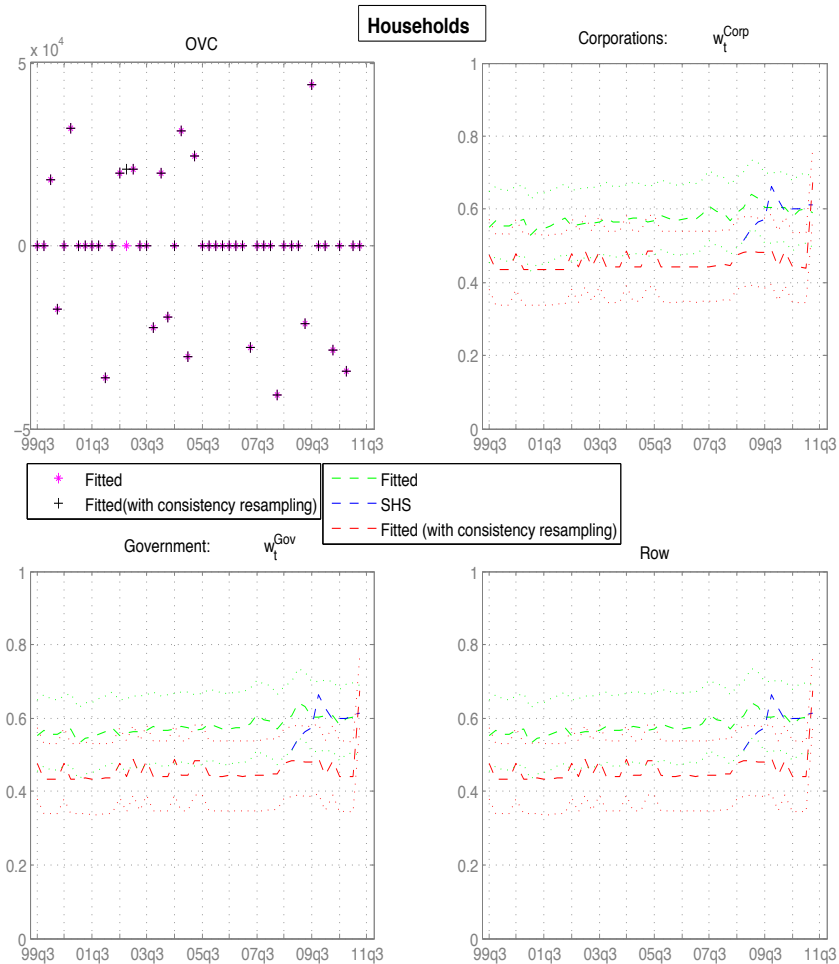 Households
x 10^4
OVC
5
0
−5
99q3 01q3 03q3 05q3 07q3 09q3 11q3
Corporations: w_t^Corp
1
0.8
0.6
0.4
0.2
0
99q3 01q3 03q3 05q3 07q3 09q3 11q3
Fitted
Fitted(with consistency resampling)
Fitted
SHS
Fitted (with consistency resampling)
Government: w_t^Gov
1
0.8
0.6
0.4
0.2
0
99q3 01q3 03q3 05q3 07q3 09q3 11q3
Row
1
0.8
0.6
0.4
0.2
0
99q3 01q3 03q3 05q3 07q3 09q3 11q3